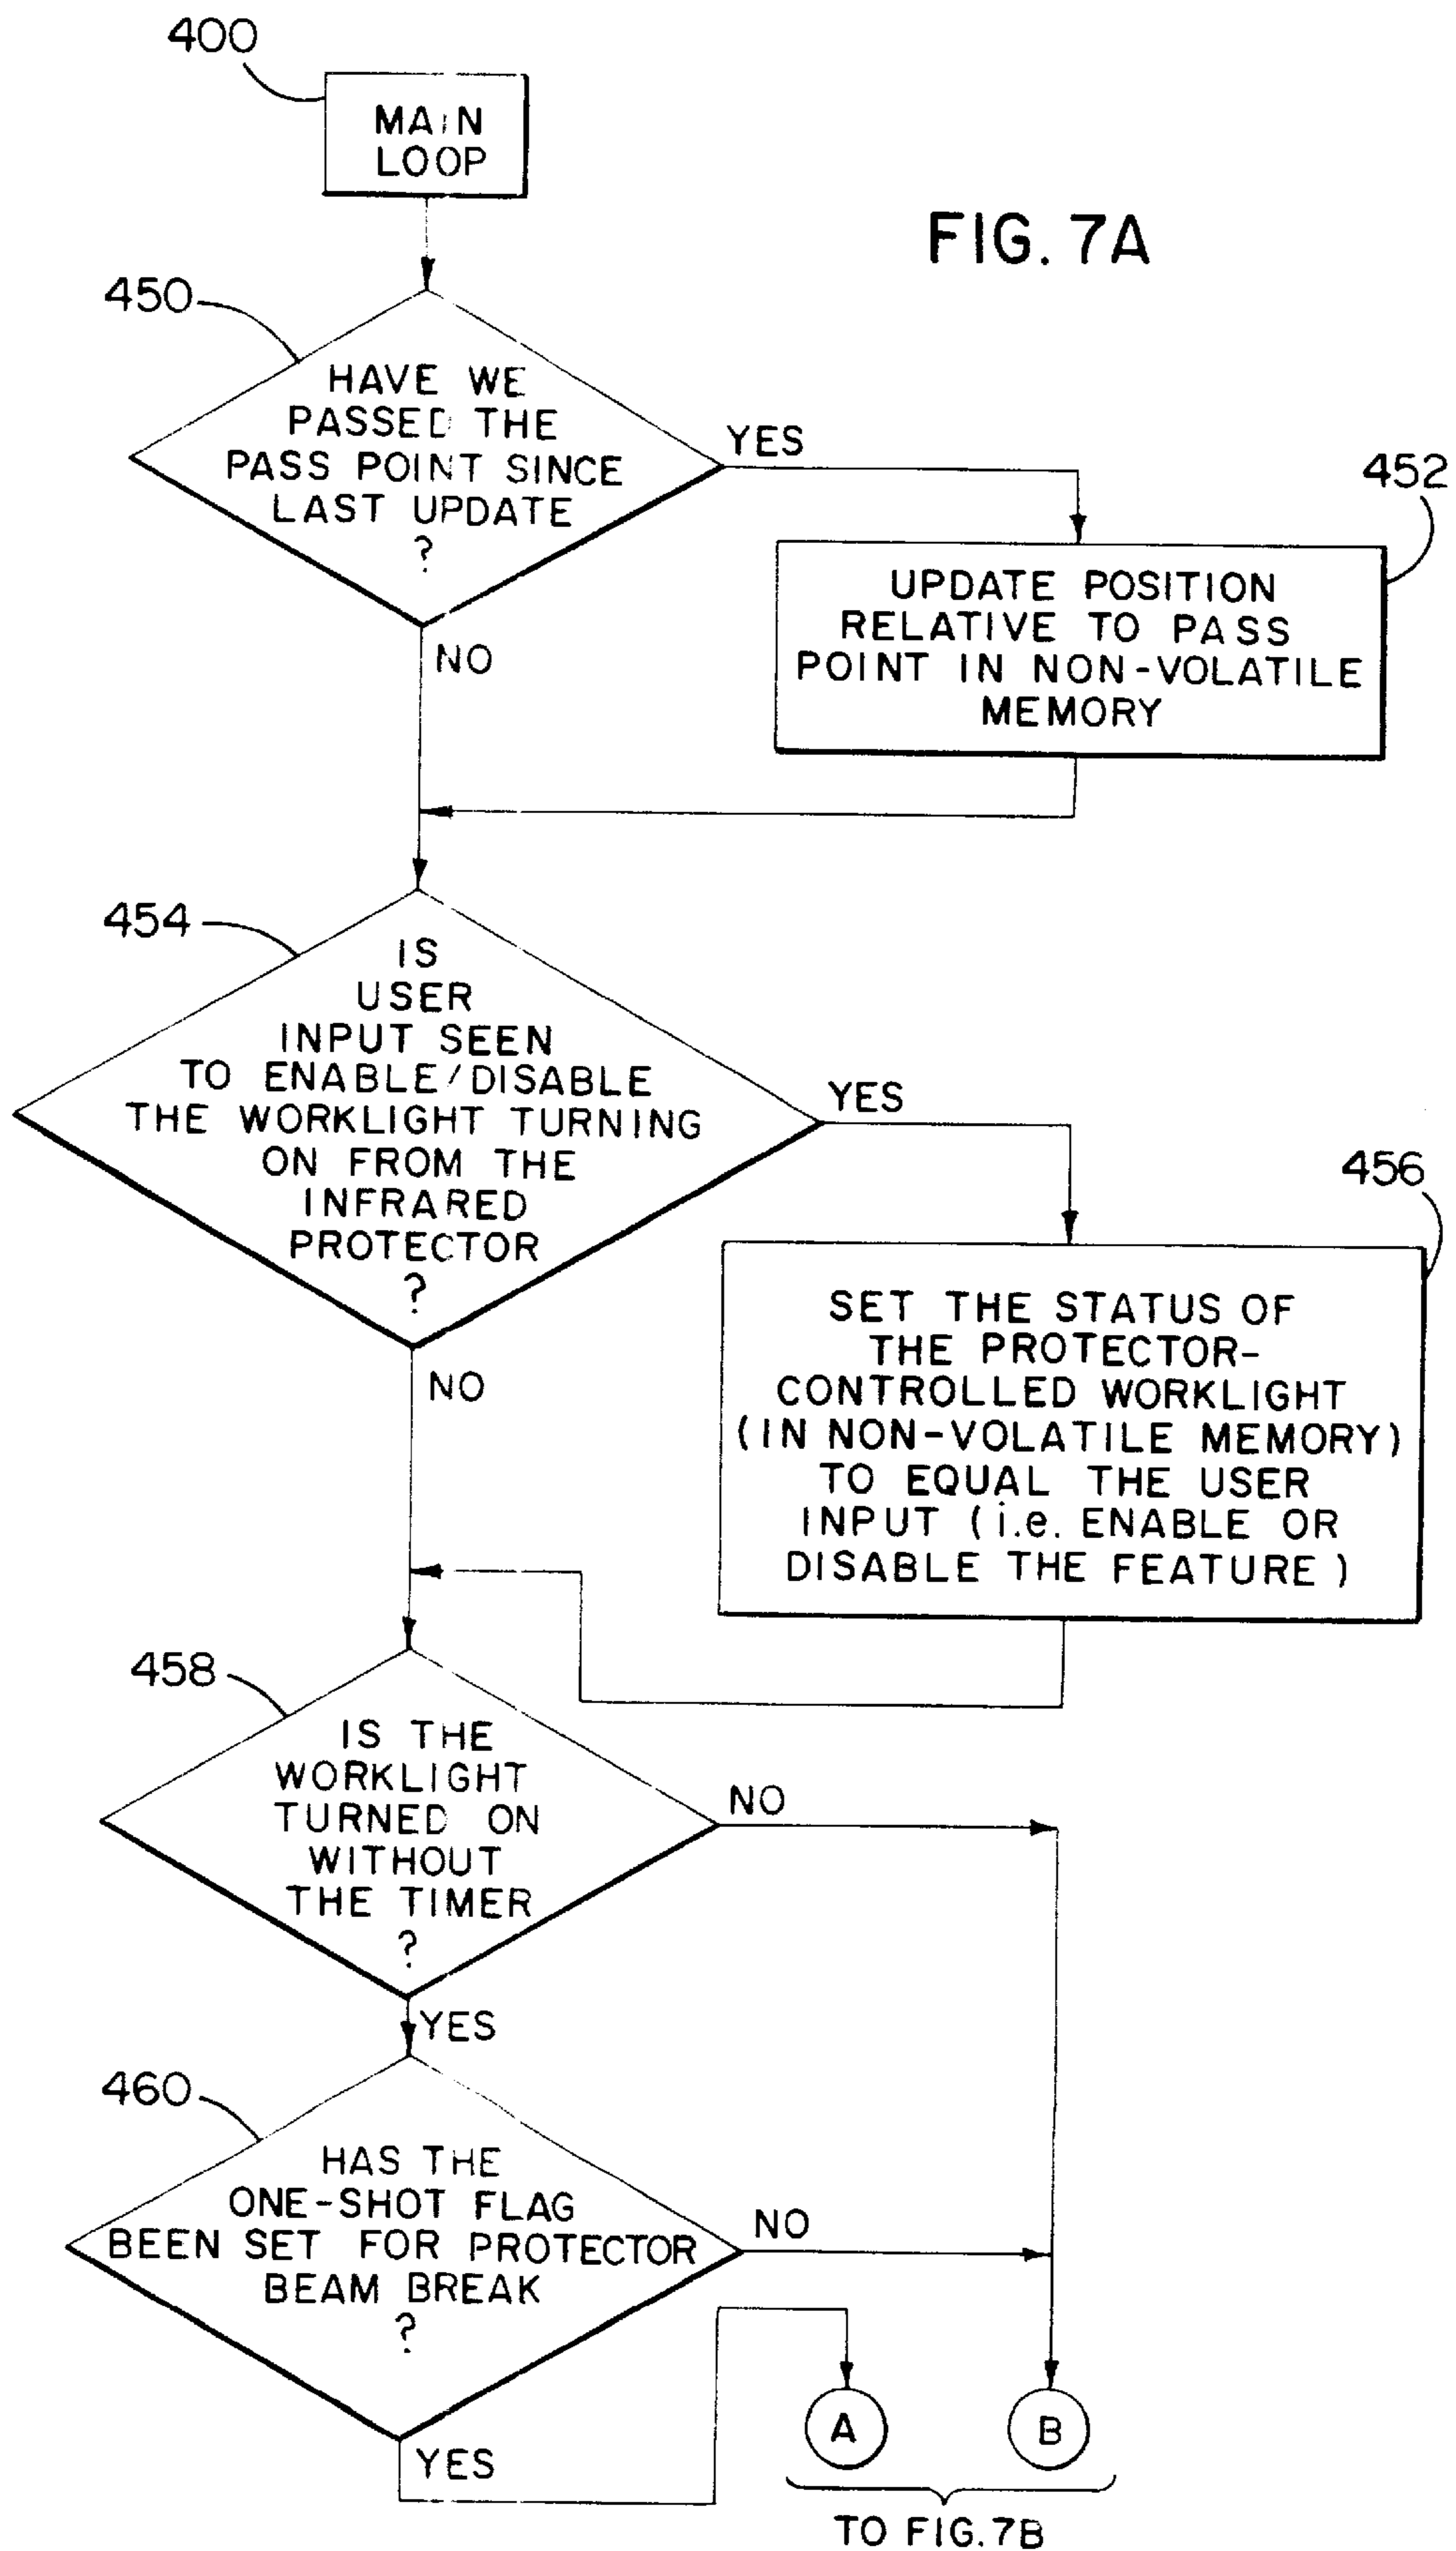 400
MAIN
LOOP
FIG. 7A
450
HAVE WE
PASSED THE
PASS POINT SINCE
LAST UPDATE
?
YES
NO
452
UPDATE POSITION
RELATIVE TO PASS
POINT IN NON-VOLATILE
MEMORY
454
IS
USER
INPUT SEEN
TO ENABLE/DISABLE
THE WORKLIGHT TURNING
ON FROM THE
INFRARED
PROTECTOR
?
YES
NO
456
SET THE STATUS OF
THE PROTECTOR-
CONTROLLED WORKLIGHT
(IN NON-VOLATILE MEMORY)
TO EQUAL THE USER
INPUT (i.e. ENABLE OR
DISABLE THE FEATURE)
458
IS THE
WORKLIGHT
TURNED ON
WITHOUT
THE TIMER
?
NO
YES
460
HAS THE
ONE-SHOT FLAG
BEEN SET FOR PROTECTOR
BEAM BREAK
?
NO
YES
A
B
TO FIG. 7B